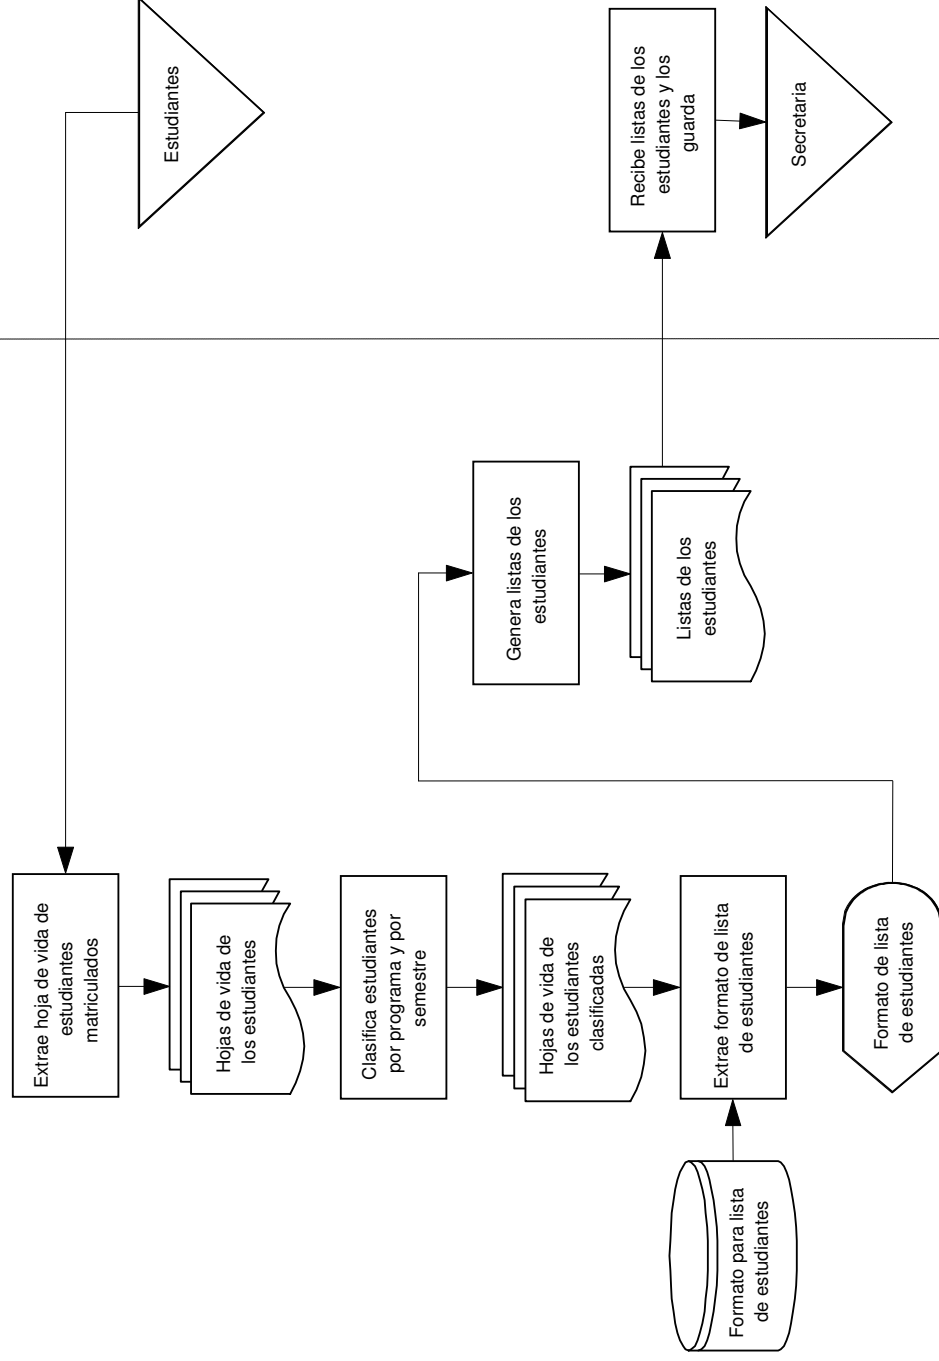 Estudiantes
Extrae hoja de vida de
estudiantes
matriculados
Hojas de vida de
los estudiantes
Clasifica estudiantes
por programa y por
semestre
Hojas de vida de
los estudiantes
clasificadas
Formato para lista
de estudiantes
Extrae formato de lista
de estudiantes
Formato de lista
de estudiantes
Genera listas de los
estudiantes
Listas de los
estudiantes
Recibe listas de los
estudiantes y los
guarda
Secretaria